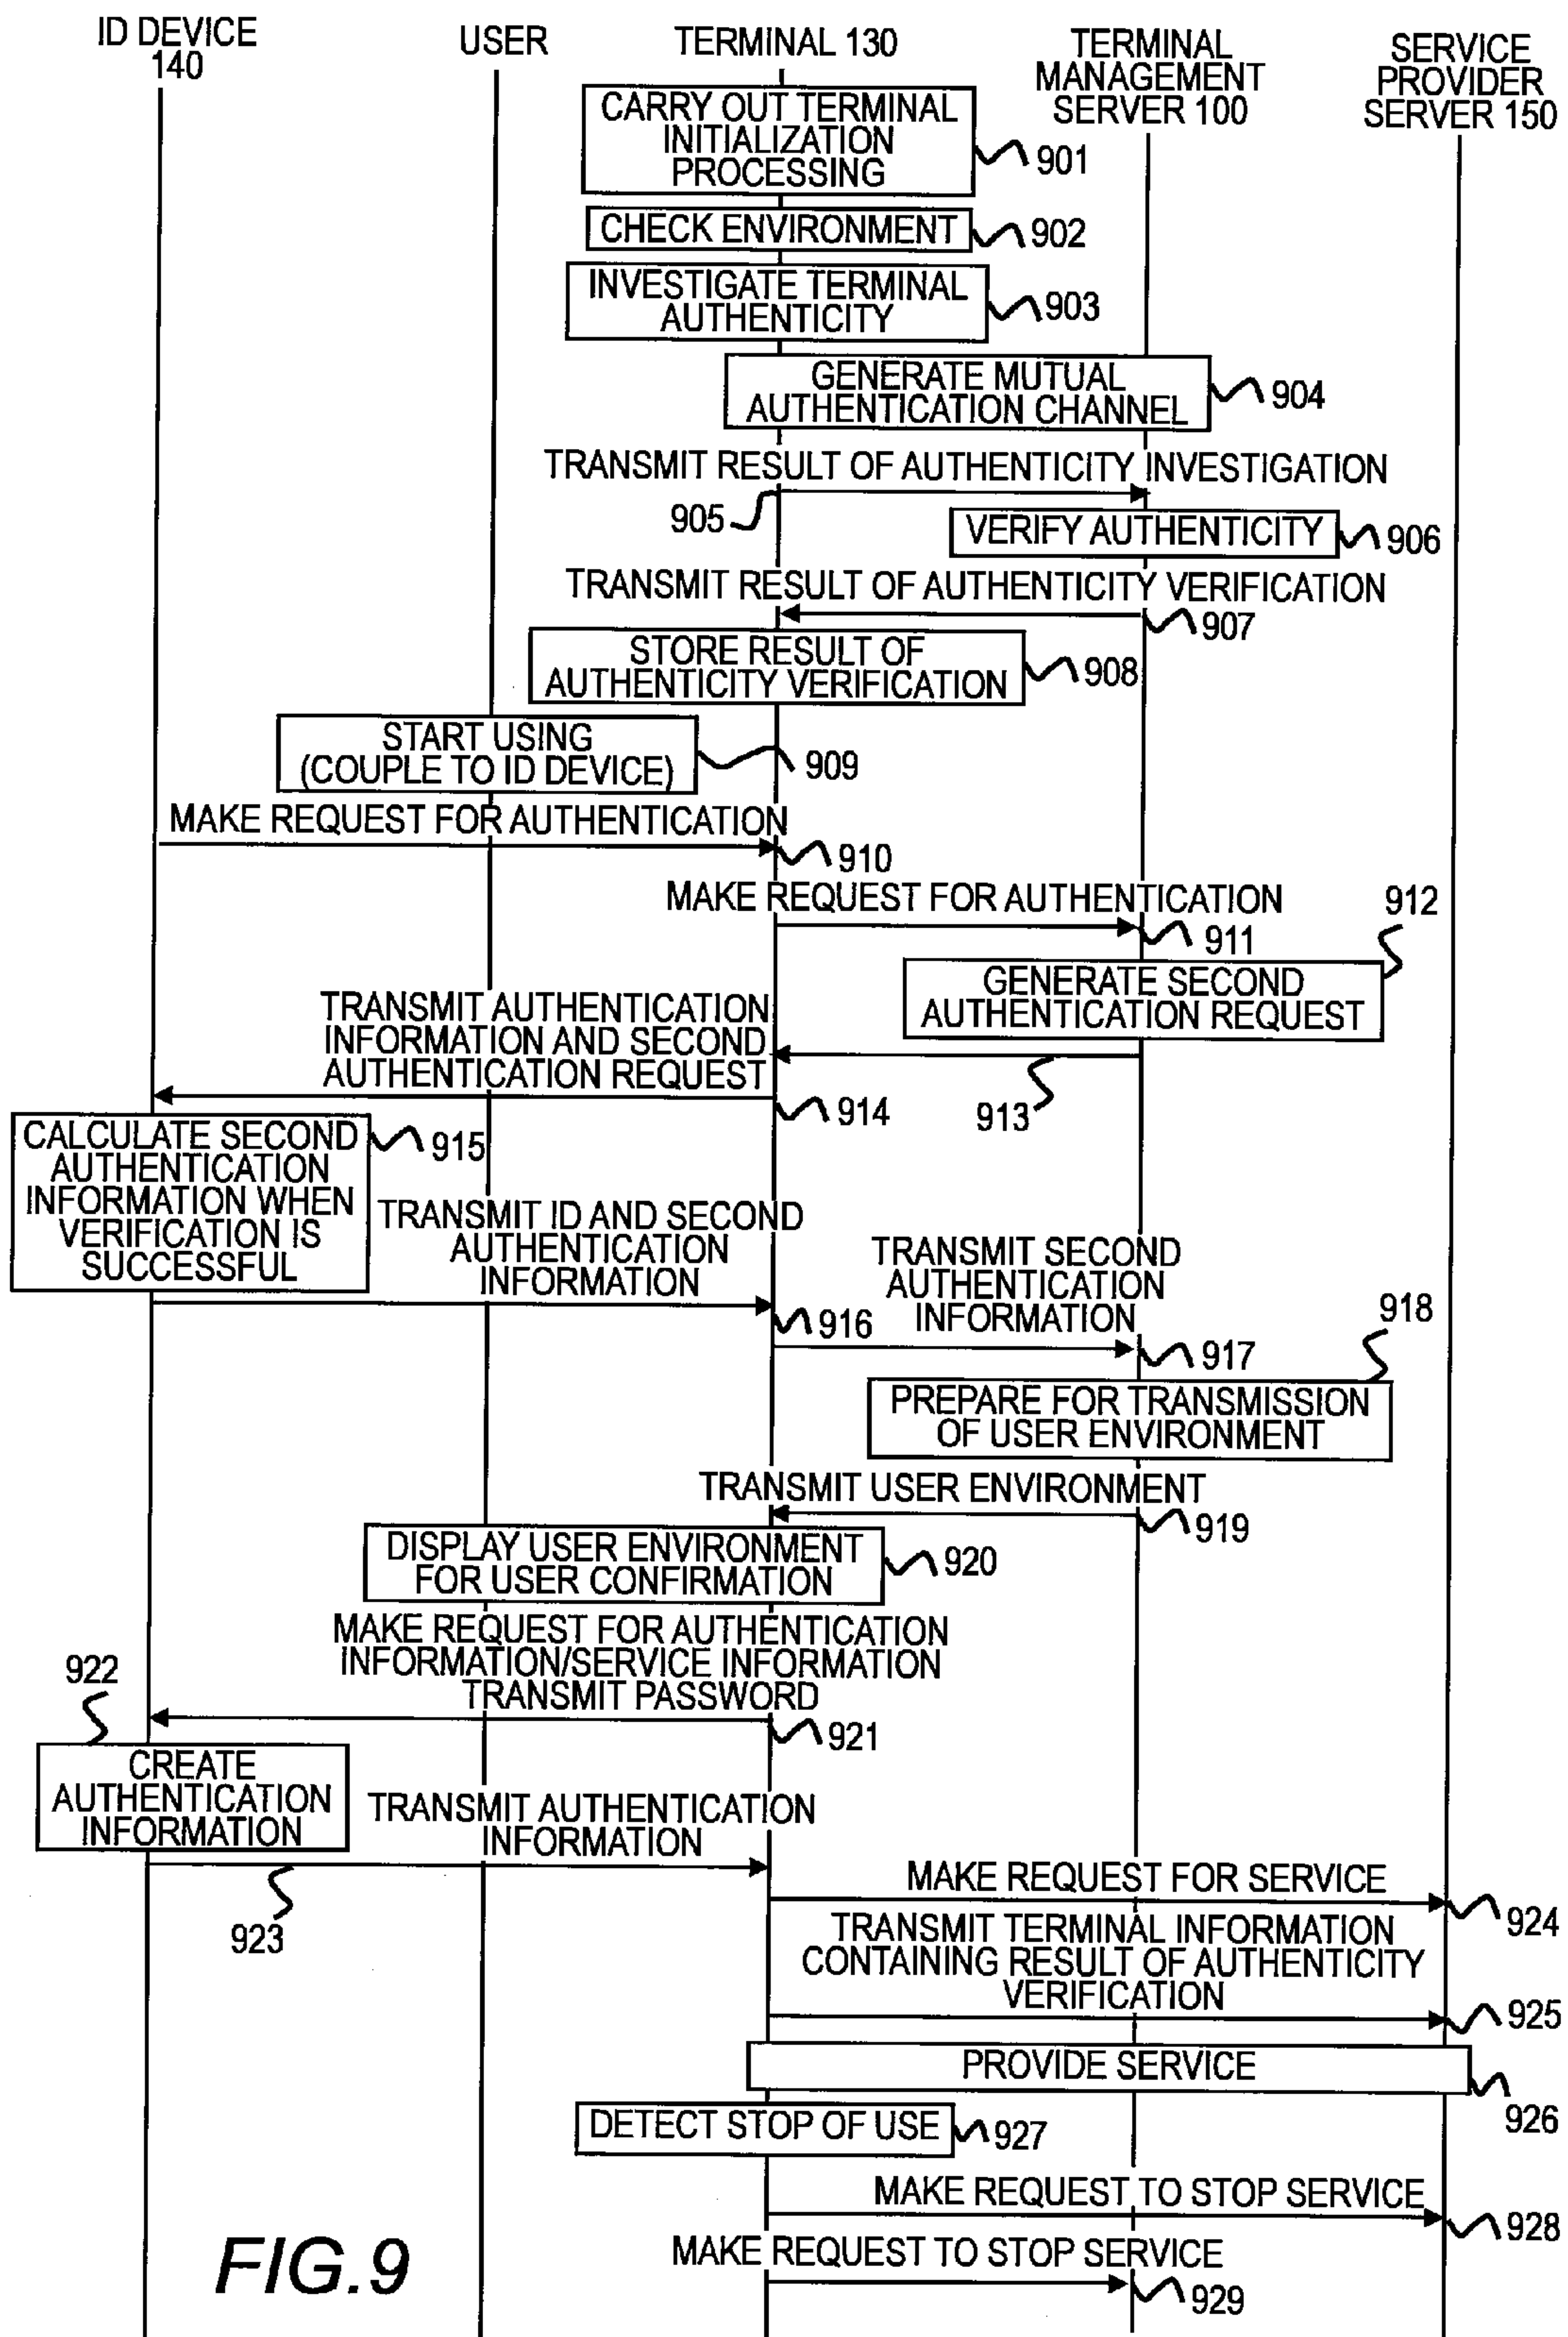 ID DEVICE
140
USER
TERMINAL 130
TERMINAL
MANAGEMENT
SERVER 100
SERVICE
PROVIDER
SERVER 150
CARRY OUT TERMINAL
INITIALIZATION
PROCESSING
901
CHECK ENVIRONMENT
902
INVESTIGATE TERMINAL
AUTHENTICITY
903
GENERATE MUTUAL
AUTHENTICATION CHANNEL
904
TRANSMIT RESULT OF AUTHENTICITY INVESTIGATION
905
VERIFY AUTHENTICITY
906
TRANSMIT RESULT OF AUTHENTICITY VERIFICATION
907
STORE RESULT OF
AUTHENTICITY VERIFICATION
908
START USING
(COUPLE TO ID DEVICE)
909
MAKE REQUEST FOR AUTHENTICATION
910
MAKE REQUEST FOR AUTHENTICATION
911
912
GENERATE SECOND
AUTHENTICATION REQUEST
TRANSMIT AUTHENTICATION
INFORMATION AND SECOND
AUTHENTICATION REQUEST
913
914
CALCULATE SECOND
AUTHENTICATION
INFORMATION WHEN
VERIFICATION IS
SUCCESSFUL
915
TRANSMIT ID AND SECOND
AUTHENTICATION
INFORMATION
916
TRANSMIT SECOND
AUTHENTICATION
INFORMATION
917
918
PREPARE FOR TRANSMISSION
OF USER ENVIRONMENT
TRANSMIT USER ENVIRONMENT
919
DISPLAY USER ENVIRONMENT
FOR USER CONFIRMATION
920
MAKE REQUEST FOR AUTHENTICATION
INFORMATION/SERVICE INFORMATION
TRANSMIT PASSWORD
921
922
CREATE
AUTHENTICATION
INFORMATION
TRANSMIT AUTHENTICATION
INFORMATION
923
MAKE REQUEST FOR SERVICE
924
TRANSMIT TERMINAL INFORMATION
CONTAINING RESULT OF AUTHENTICITY
VERIFICATION
925
PROVIDE SERVICE
926
DETECT STOP OF USE
927
MAKE REQUEST TO STOP SERVICE
928
MAKE REQUEST TO STOP SERVICE
929
FIG.9